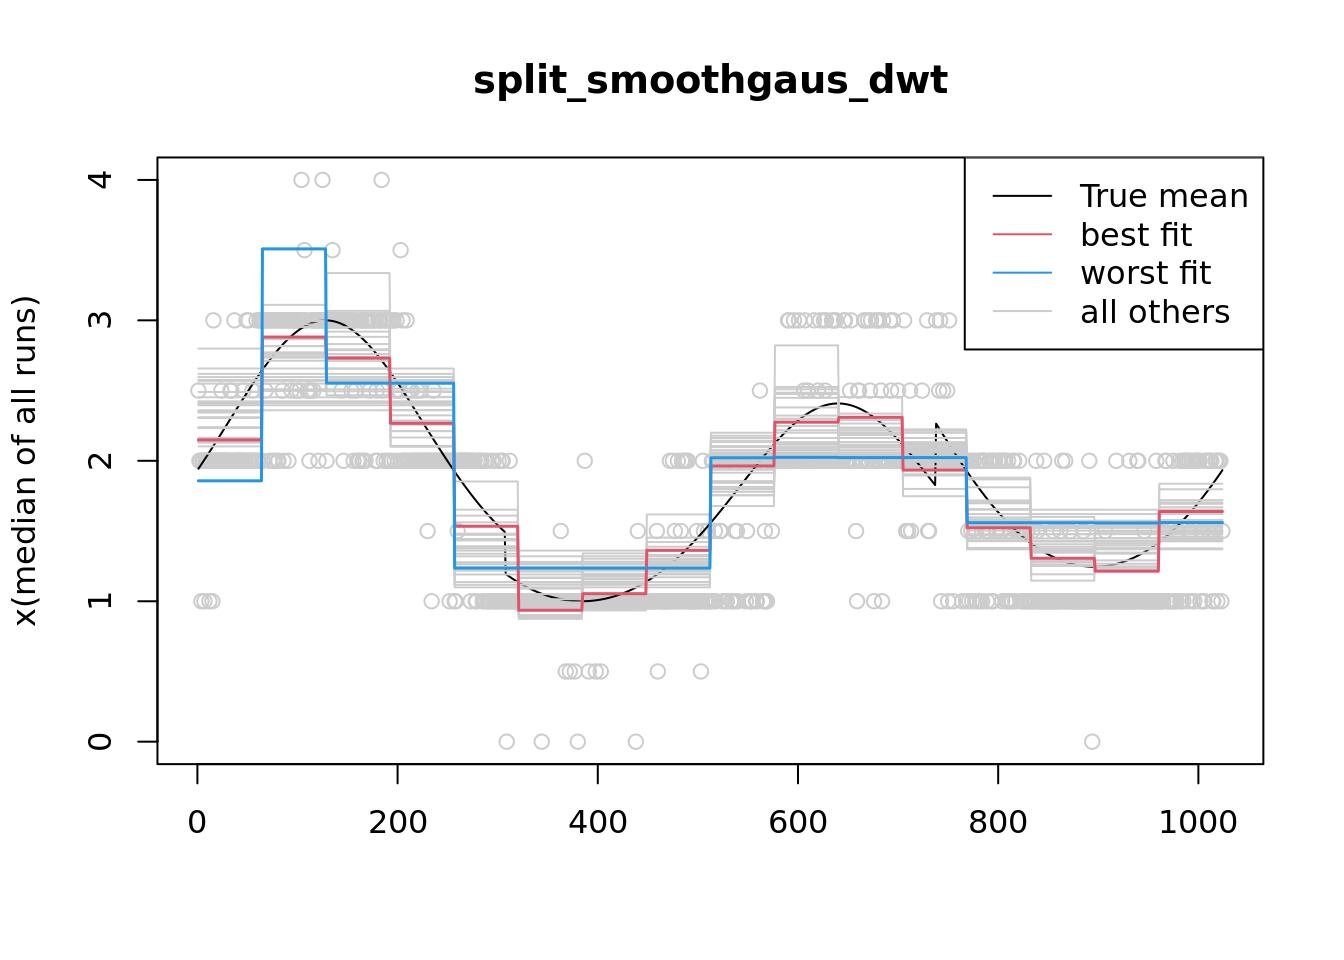 split_smoothgaus_dwt
x(median of all runs)
4
3
2
1
0
True mean
best fit
worst fit
all others
0 200 400 600 800 1000